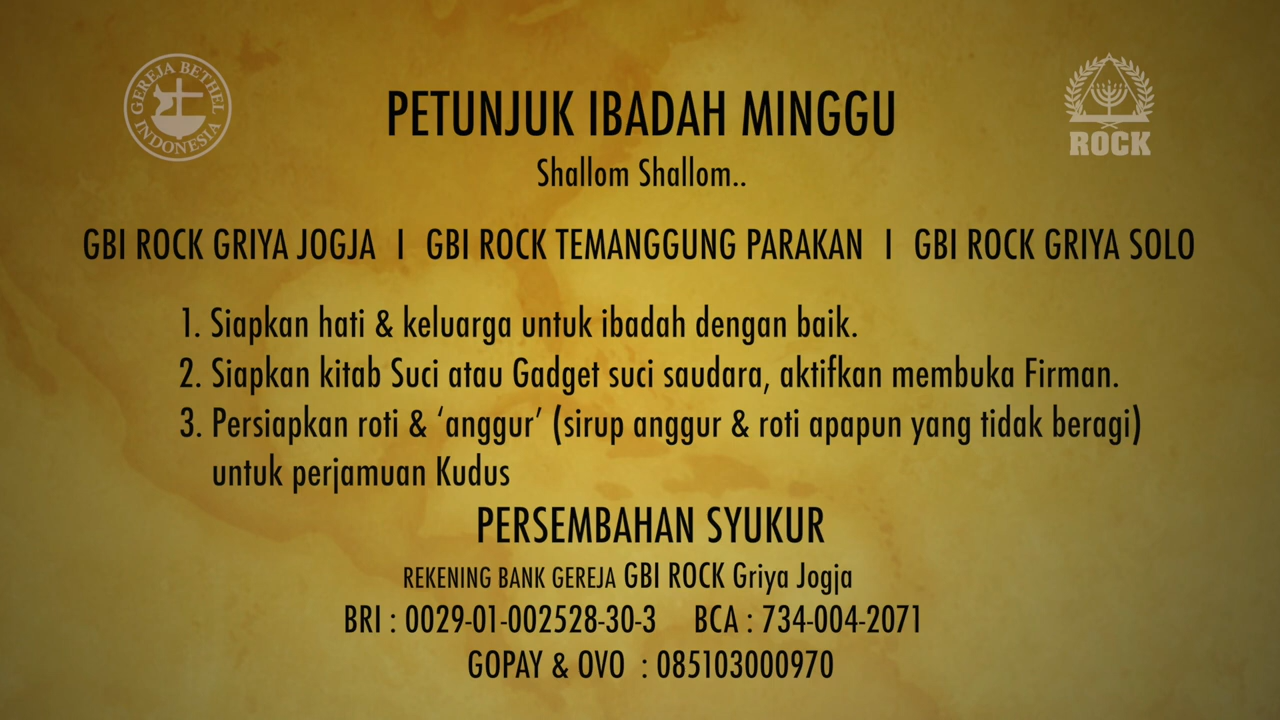 GEREJA BETHEL
INDONESIA
ROCK
PETUNJUK IBADAH MINGGU
Shallom Shallom..
GBI ROCK GRIYA JOGJA I GBI ROCK TEMANGGUNG PARAKAN I GBI ROCK GRIYA SOLO
1. Siapkan hati & keluarga untuk ibadah dengan baik.
2. Siapkan kitab Suci atau Gadget suci saudara, aktifkan membuka Firman.
3. Persiapkan roti & ‘anggur’ (sirup anggur & roti apapun yang tidak beragi)
untuk perjamuan Kudus
PERSEMBAHAN SYUKUR
REKENING BANK GEREJA GBI ROCK Griya Jogja
BRI : 0029-01-002528-30-3 BCA : 734-004-2071
GOPAY & OVO : 085103000970